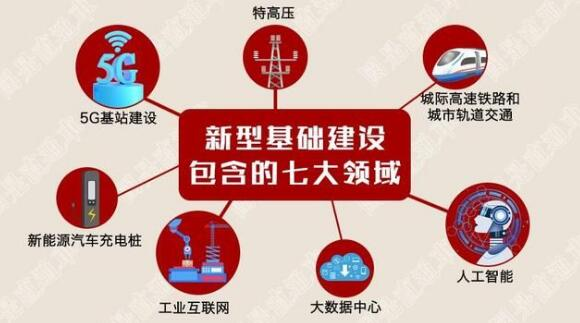 特高压
5G
5G基站建设
城际高速铁路和
城市轨道交通
新型基础建设
包含的七大领域
新能源汽车充电桩
人工智能
工业互联网
大数据中心